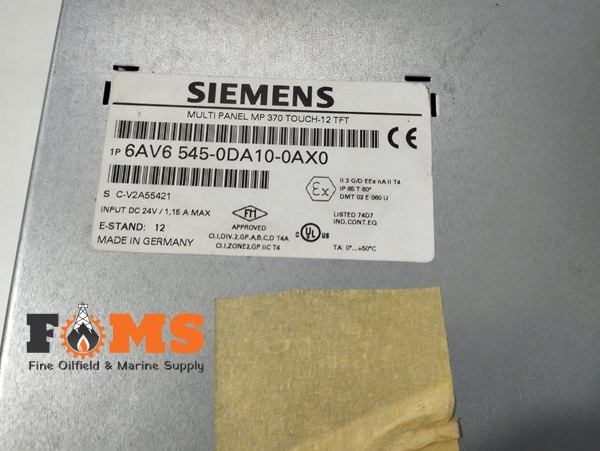 SIEMENS
MULTI PANEL MP 370 TOUCH-12 TFT
1P 6AV6 545-0DA10-0AX0
CE
S C-V2A55421
INPUT DC 24V / 1,15 A MAX
E-STAND: 12
MADE IN GERMANY
FM
APPROVED
CI.I,DIV.2,GP.A,B,C,D T4A
CI.I,ZONE2,GP IIC T4
Ex
II 3 G/D EEx nA II T4
IP 65 T 60°
DMT 02 E 060 U
c UL US
LISTED 74D7
IND.CONT.EQ
TA: 0°...+50°C
FOMS
Fine Oilfield & Marine Supply